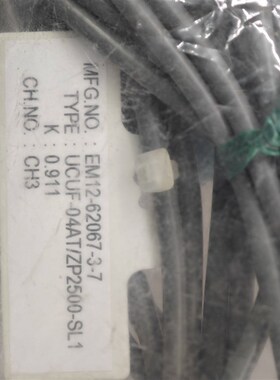 MFG.NO. : EM12-62067-3-7
TYPE : UCUF-04AT/ZP2500-SL1
K : 0.911
CH.NO. : CH3